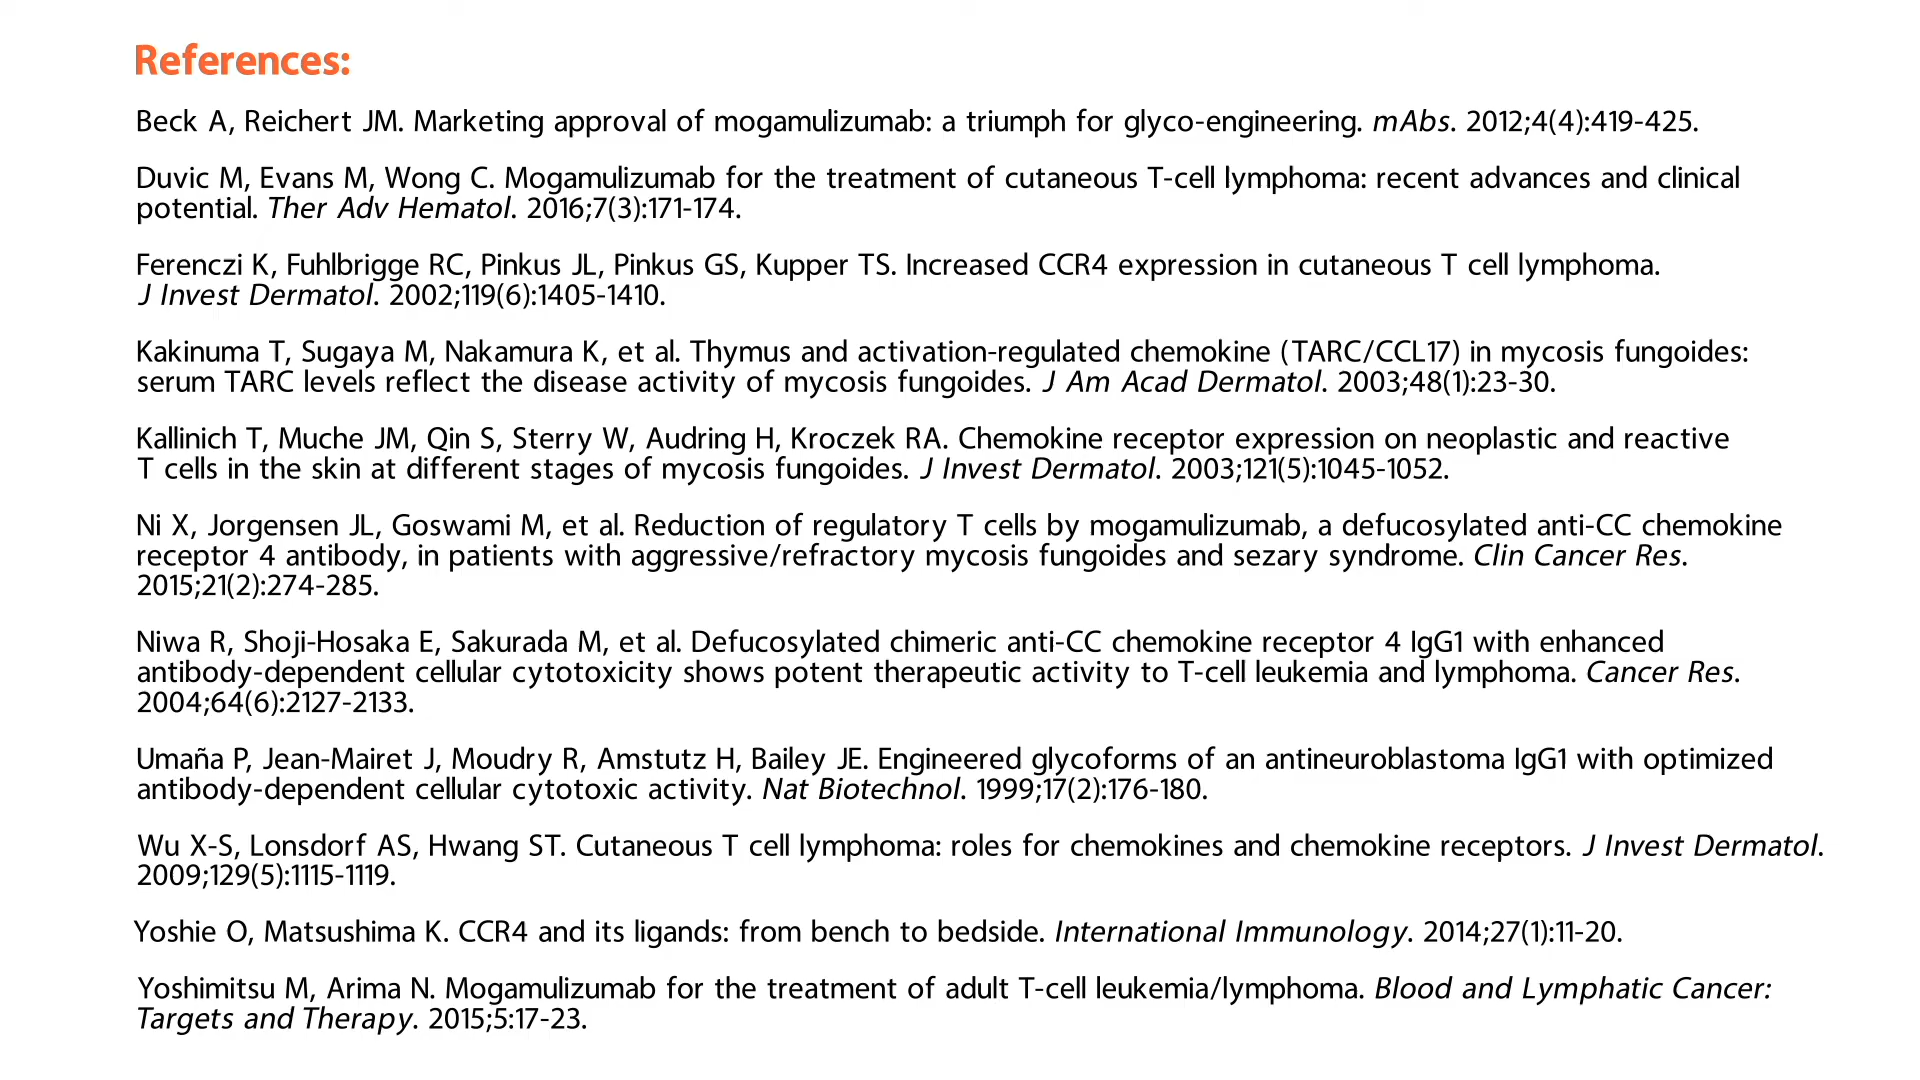 References:
Beck A, Reichert JM. Marketing approval of mogamulizumab: a triumph for glyco-engineering. mAbs. 2012;4(4):419-425.
Duvic M, Evans M, Wong C. Mogamulizumab for the treatment of cutaneous T-cell lymphoma: recent advances and clinical
potential. Ther Adv Hematol. 2016;7(3):171-174.
Ferenczi K, Fuhlbrigge RC, Pinkus JL, Pinkus GS, Kupper TS. Increased CCR4 expression in cutaneous T cell lymphoma.
J Invest Dermatol. 2002;119(6):1405-1410.
Kakinuma T, Sugaya M, Nakamura K, et al. Thymus and activation-regulated chemokine (TARC/CCL17) in mycosis fungoides:
serum TARC levels reflect the disease activity of mycosis fungoides. J Am Acad Dermatol. 2003;48(1):23-30.
Kallinich T, Muche JM, Qin S, Sterry W, Audring H, Kroczek RA. Chemokine receptor expression on neoplastic and reactive
T cells in the skin at different stages of mycosis fungoides. J Invest Dermatol. 2003;121(5):1045-1052.
Ni X, Jorgensen JL, Goswami M, et al. Reduction of regulatory T cells by mogamulizumab, a defucosylated anti-CC chemokine
receptor 4 antibody, in patients with aggressive/refractory mycosis fungoides and sezary syndrome. Clin Cancer Res.
2015;21(2):274-285.
Niwa R, Shoji-Hosaka E, Sakurada M, et al. Defucosylated chimeric anti-CC chemokine receptor 4 IgG1 with enhanced
antibody-dependent cellular cytotoxicity shows potent therapeutic activity to T-cell leukemia and lymphoma. Cancer Res.
2004;64(6):2127-2133.
Umaña P, Jean-Mairet J, Moudry R, Amstutz H, Bailey JE. Engineered glycoforms of an antineuroblastoma IgG1 with optimized
antibody-dependent cellular cytotoxic activity. Nat Biotechnol. 1999;17(2):176-180.
Wu X-S, Lonsdorf AS, Hwang ST. Cutaneous T cell lymphoma: roles for chemokines and chemokine receptors. J Invest Dermatol.
2009;129(5):1115-1119.
Yoshie O, Matsushima K. CCR4 and its ligands: from bench to bedside. International Immunology. 2014;27(1):11-20.
Yoshimitsu M, Arima N. Mogamulizumab for the treatment of adult T-cell leukemia/lymphoma. Blood and Lymphatic Cancer:
Targets and Therapy. 2015;5:17-23.